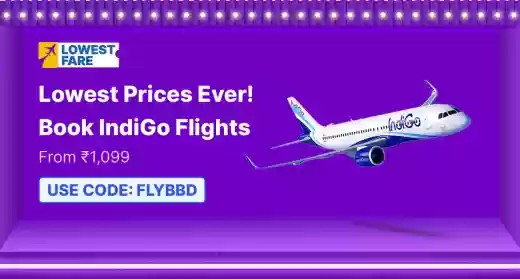 LOWEST
FARE
Lowest Prices Ever!
Book IndiGo Flights
From ₹1,099
USE CODE: FLYBBD
IndiGo